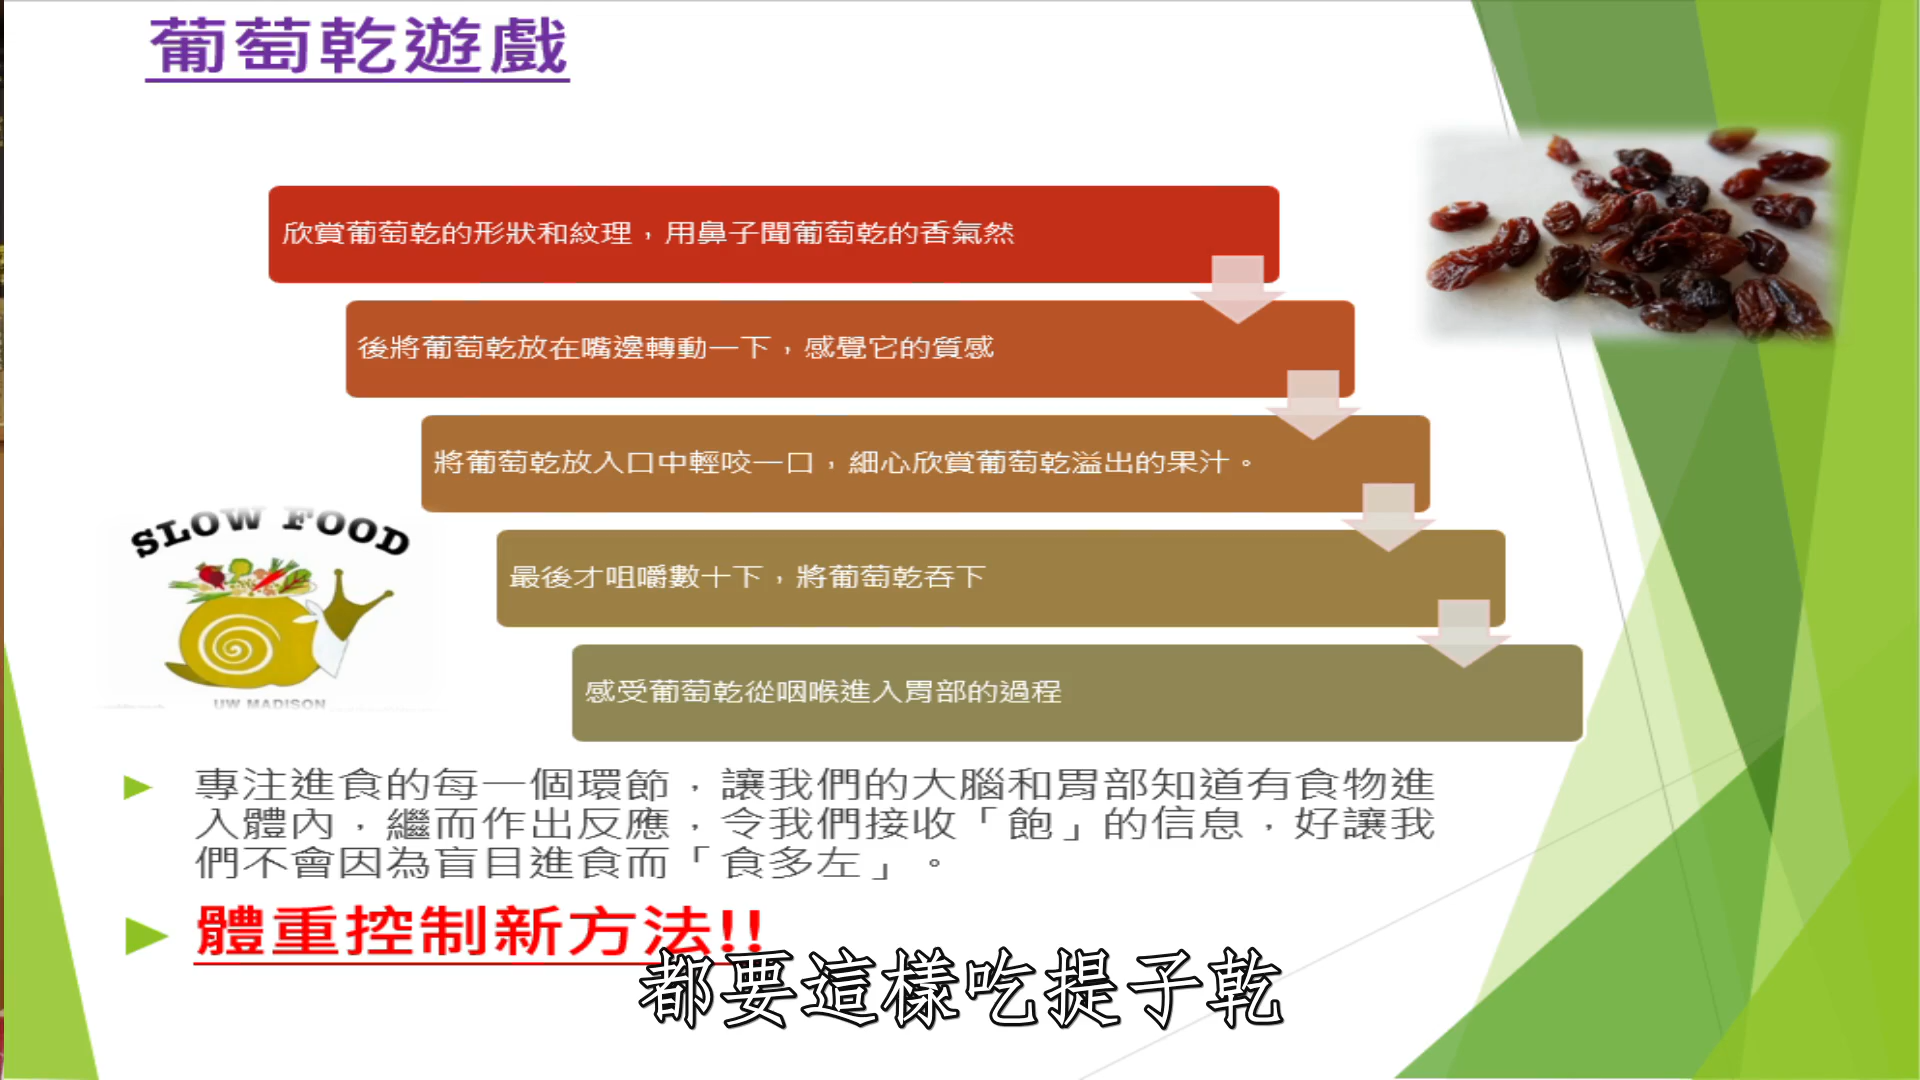 葡萄乾遊戲
欣賞葡萄乾的形狀和紋理，用鼻子聞葡萄乾的香氣然
後將葡萄乾放在嘴邊轉動一下，感覺它的質感
將葡萄乾放入口中輕咬一口，細心欣賞葡萄乾溢出的果汁。
SLOW FOOD
最後才咀嚼數十下，將葡萄乾吞下
感受葡萄乾從咽喉進入胃部的過程
UW MADISON
專注進食的每一個環節，讓我們的大腦和胃部知道有食物進
入體內，繼而作出反應，令我們接收「飽」的信息，好讓我
們不會因為盲目進食而「食多左」。
體重控制新方法!!
都要這樣吃提子乾